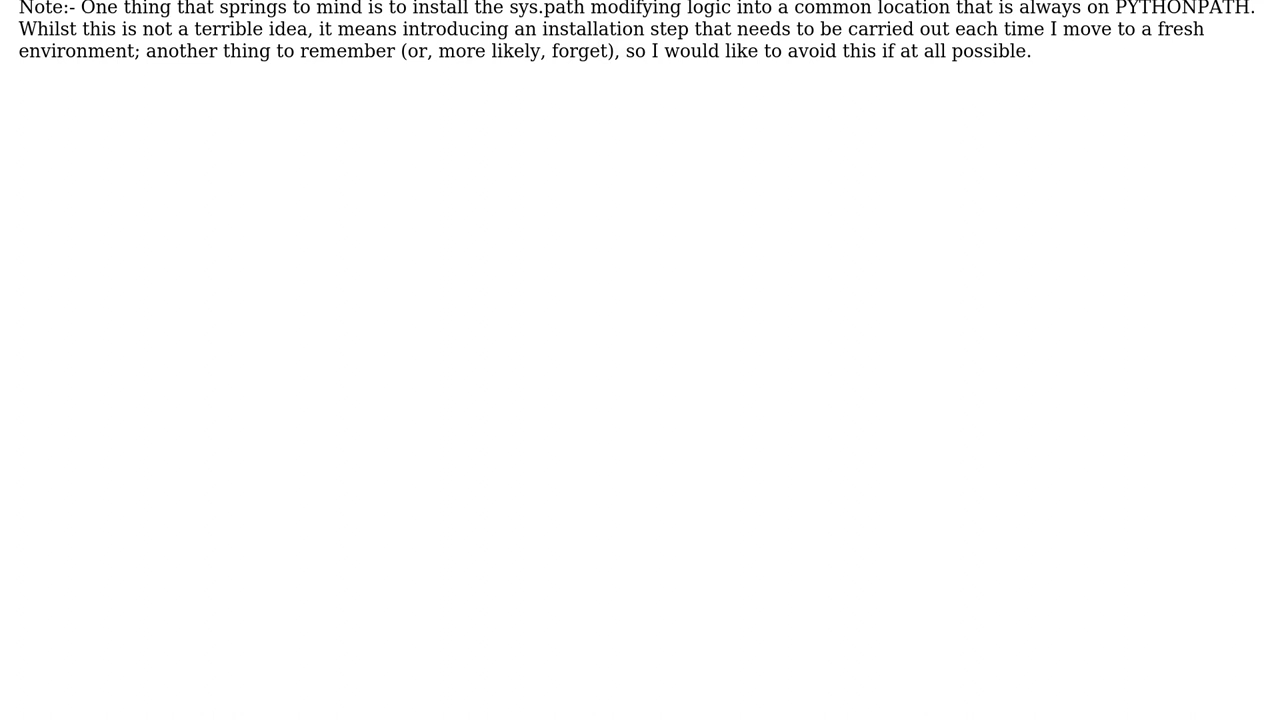 Note:- One thing that springs to mind is to install the sys.path modifying logic into a common location that is always on PYTHONPATH.
Whilst this is not a terrible idea, it means introducing an installation step that needs to be carried out each time I move to a fresh
environment; another thing to remember (or, more likely, forget), so I would like to avoid this if at all possible.